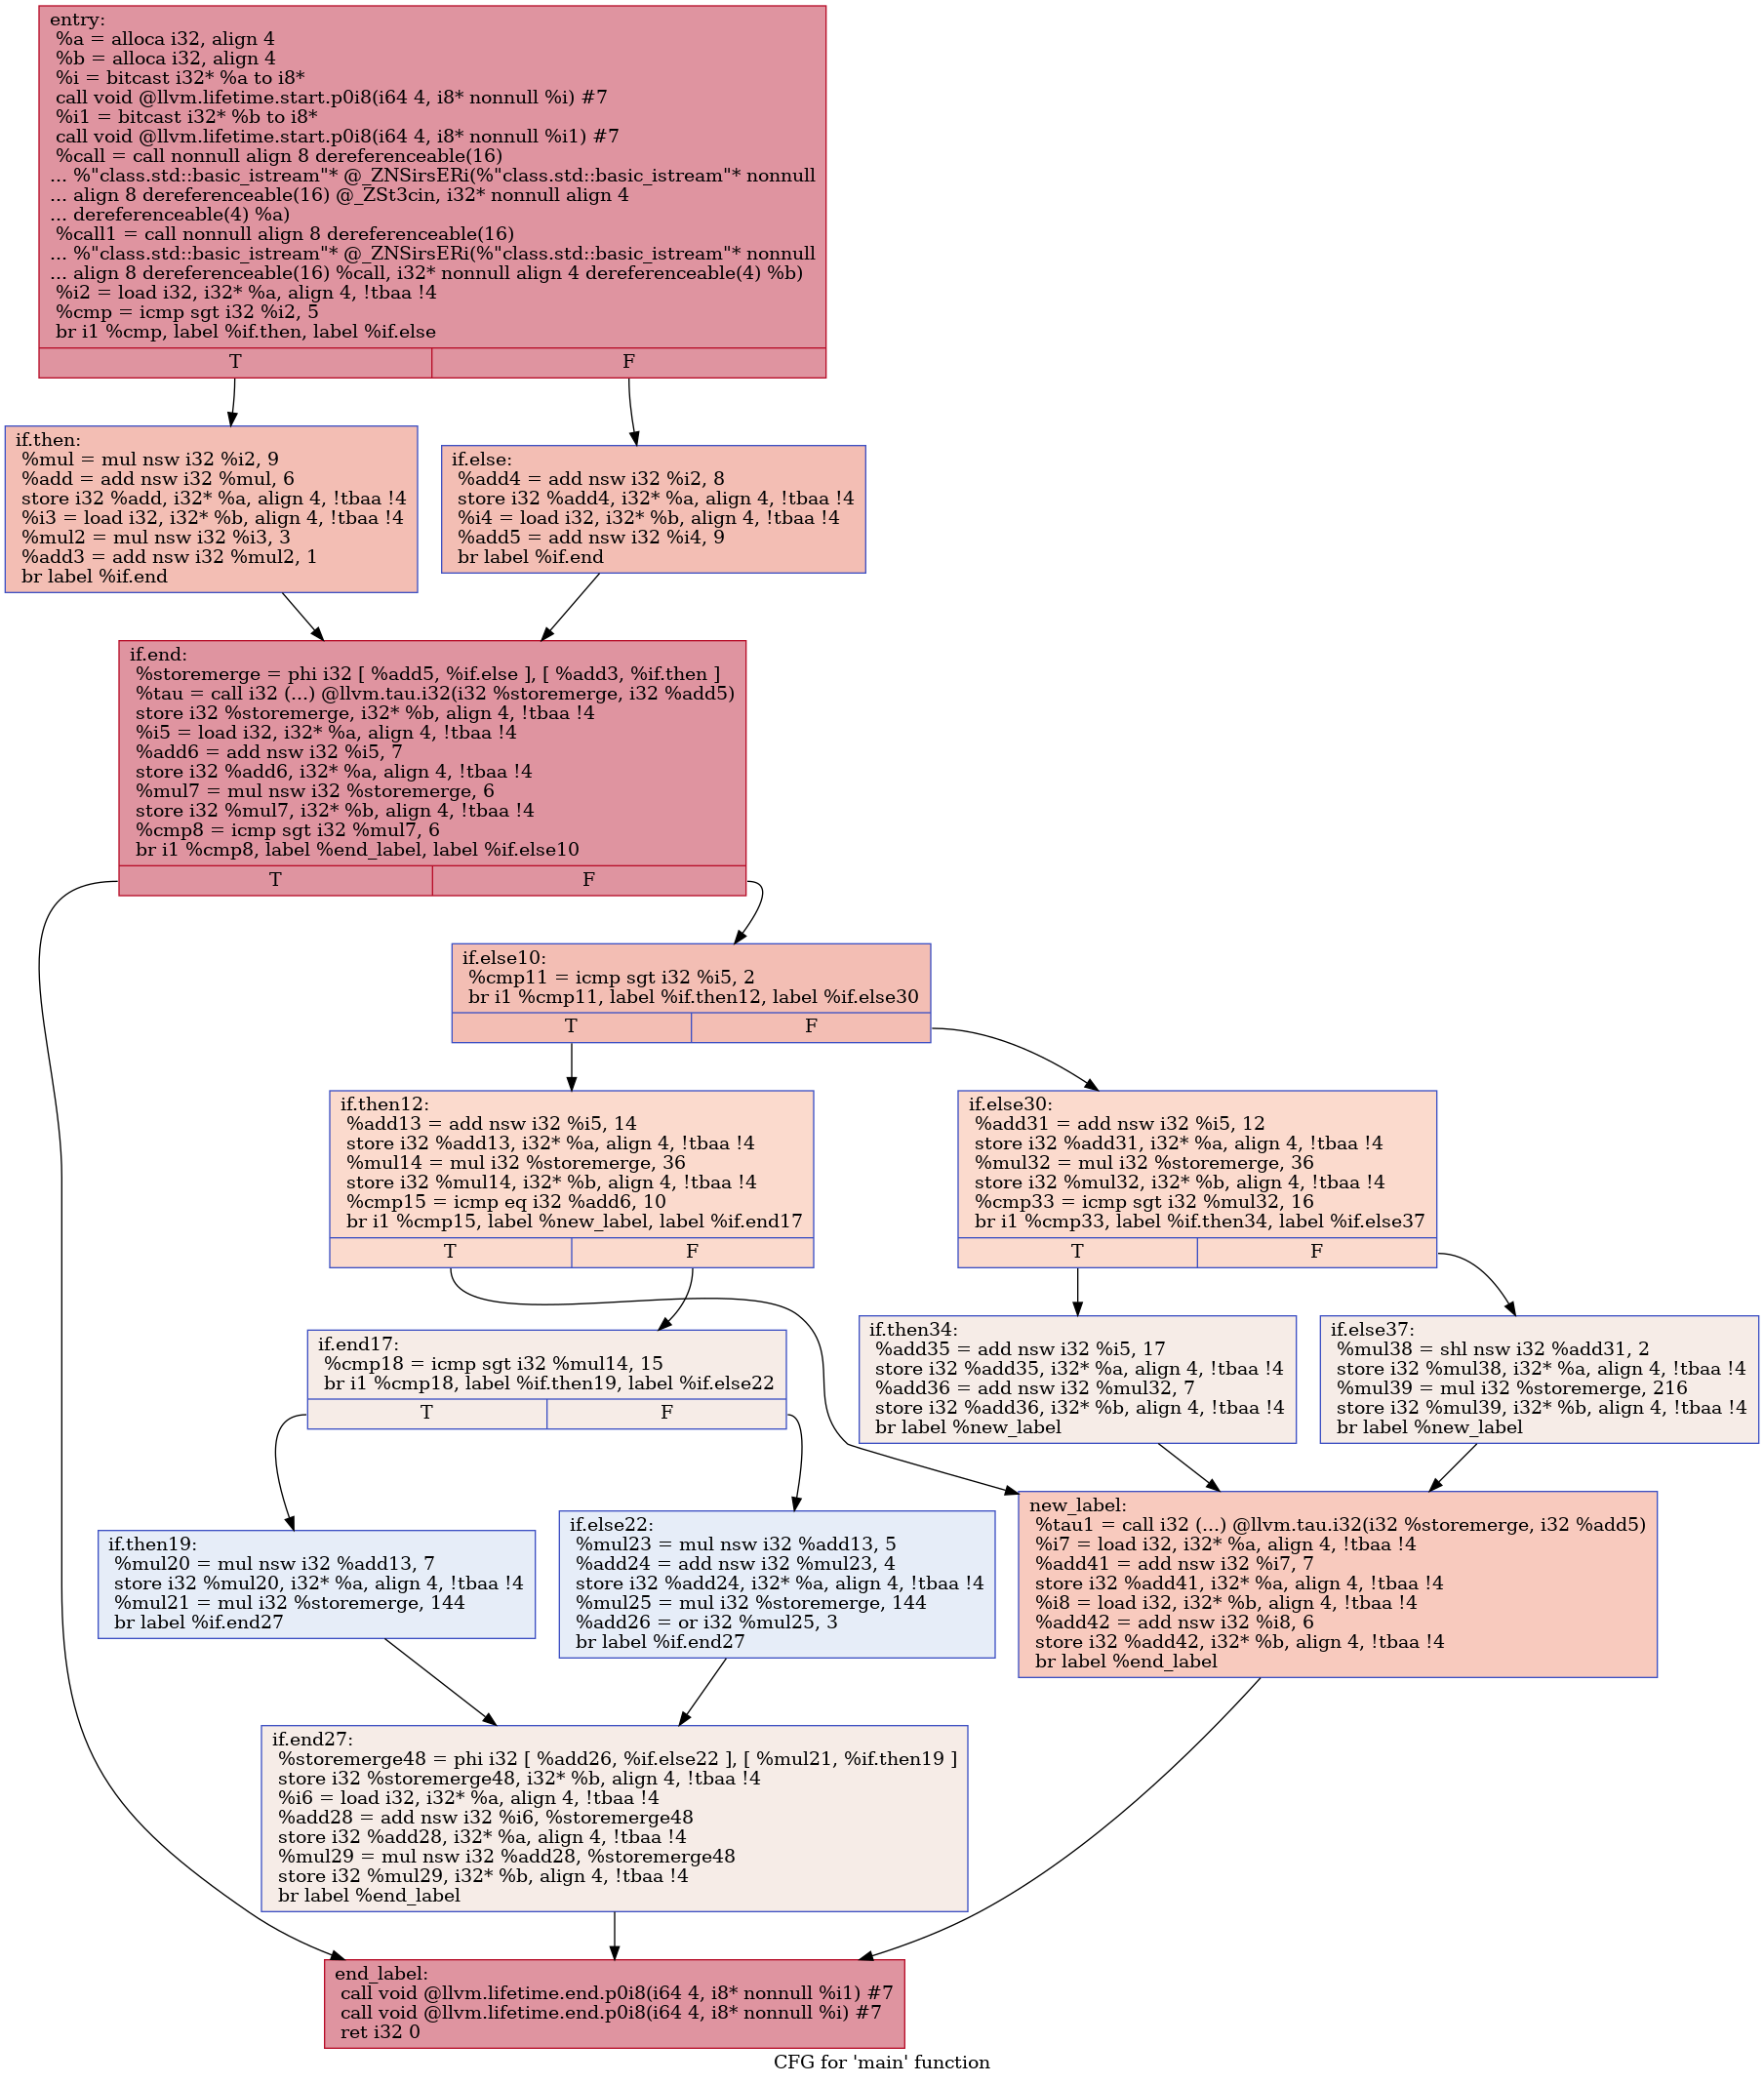 entry:
%a = alloca i32, align 4
%b = alloca i32, align 4
%i = bitcast i32* %a to i8*
call void @llvm.lifetime.start.p0i8(i64 4, i8* nonnull %i) #7
%i1 = bitcast i32* %b to i8*
call void @llvm.lifetime.start.p0i8(i64 4, i8* nonnull %i1) #7
%call = call nonnull align 8 dereferenceable(16)
... %"class.std::basic_istream"* @_ZNSirsERi(%"class.std::basic_istream"* nonnull
... align 8 dereferenceable(16) @_ZSt3cin, i32* nonnull align 4
... dereferenceable(4) %a)
%call1 = call nonnull align 8 dereferenceable(16)
... %"class.std::basic_istream"* @_ZNSirsERi(%"class.std::basic_istream"* nonnull
... align 8 dereferenceable(16) %call, i32* nonnull align 4 dereferenceable(4) %b)
%i2 = load i32, i32* %a, align 4, !tbaa !4
%cmp = icmp sgt i32 %i2, 5
br i1 %cmp, label %if.then, label %if.else
T F
if.then:
%mul = mul nsw i32 %i2, 9
%add = add nsw i32 %mul, 6
store i32 %add, i32* %a, align 4, !tbaa !4
%i3 = load i32, i32* %b, align 4, !tbaa !4
%mul2 = mul nsw i32 %i3, 3
%add3 = add nsw i32 %mul2, 1
br label %if.end
if.else:
%add4 = add nsw i32 %i2, 8
store i32 %add4, i32* %a, align 4, !tbaa !4
%i4 = load i32, i32* %b, align 4, !tbaa !4
%add5 = add nsw i32 %i4, 9
br label %if.end
if.end:
%storemerge = phi i32 [ %add5, %if.else ], [ %add3, %if.then ]
%tau = call i32 (...) @llvm.tau.i32(i32 %storemerge, i32 %add5)
store i32 %storemerge, i32* %b, align 4, !tbaa !4
%i5 = load i32, i32* %a, align 4, !tbaa !4
%add6 = add nsw i32 %i5, 7
store i32 %add6, i32* %a, align 4, !tbaa !4
%mul7 = mul nsw i32 %storemerge, 6
store i32 %mul7, i32* %b, align 4, !tbaa !4
%cmp8 = icmp sgt i32 %mul7, 6
br i1 %cmp8, label %end_label, label %if.else10
T F
if.else10:
%cmp11 = icmp sgt i32 %i5, 2
br i1 %cmp11, label %if.then12, label %if.else30
T F
if.then12:
%add13 = add nsw i32 %i5, 14
store i32 %add13, i32* %a, align 4, !tbaa !4
%mul14 = mul i32 %storemerge, 36
store i32 %mul14, i32* %b, align 4, !tbaa !4
%cmp15 = icmp eq i32 %add6, 10
br i1 %cmp15, label %new_label, label %if.end17
T F
if.else30:
%add31 = add nsw i32 %i5, 12
store i32 %add31, i32* %a, align 4, !tbaa !4
%mul32 = mul i32 %storemerge, 36
store i32 %mul32, i32* %b, align 4, !tbaa !4
%cmp33 = icmp sgt i32 %mul32, 16
br i1 %cmp33, label %if.then34, label %if.else37
T F
if.end17:
%cmp18 = icmp sgt i32 %mul14, 15
br i1 %cmp18, label %if.then19, label %if.else22
T F
if.then34:
%add35 = add nsw i32 %i5, 17
store i32 %add35, i32* %a, align 4, !tbaa !4
%add36 = add nsw i32 %mul32, 7
store i32 %add36, i32* %b, align 4, !tbaa !4
br label %new_label
if.else37:
%mul38 = shl nsw i32 %add31, 2
store i32 %mul38, i32* %a, align 4, !tbaa !4
%mul39 = mul i32 %storemerge, 216
store i32 %mul39, i32* %b, align 4, !tbaa !4
br label %new_label
if.then19:
%mul20 = mul nsw i32 %add13, 7
store i32 %mul20, i32* %a, align 4, !tbaa !4
%mul21 = mul i32 %storemerge, 144
br label %if.end27
if.else22:
%mul23 = mul nsw i32 %add13, 5
%add24 = add nsw i32 %mul23, 4
store i32 %add24, i32* %a, align 4, !tbaa !4
%mul25 = mul i32 %storemerge, 144
%add26 = or i32 %mul25, 3
br label %if.end27
new_label:
%tau1 = call i32 (...) @llvm.tau.i32(i32 %storemerge, i32 %add5)
%i7 = load i32, i32* %a, align 4, !tbaa !4
%add41 = add nsw i32 %i7, 7
store i32 %add41, i32* %a, align 4, !tbaa !4
%i8 = load i32, i32* %b, align 4, !tbaa !4
%add42 = add nsw i32 %i8, 6
store i32 %add42, i32* %b, align 4, !tbaa !4
br label %end_label
if.end27:
%storemerge48 = phi i32 [ %add26, %if.else22 ], [ %mul21, %if.then19 ]
store i32 %storemerge48, i32* %b, align 4, !tbaa !4
%i6 = load i32, i32* %a, align 4, !tbaa !4
%add28 = add nsw i32 %i6, %storemerge48
store i32 %add28, i32* %a, align 4, !tbaa !4
%mul29 = mul nsw i32 %add28, %storemerge48
store i32 %mul29, i32* %b, align 4, !tbaa !4
br label %end_label
end_label:
call void @llvm.lifetime.end.p0i8(i64 4, i8* nonnull %i1) #7
call void @llvm.lifetime.end.p0i8(i64 4, i8* nonnull %i) #7
ret i32 0
CFG for 'main' function